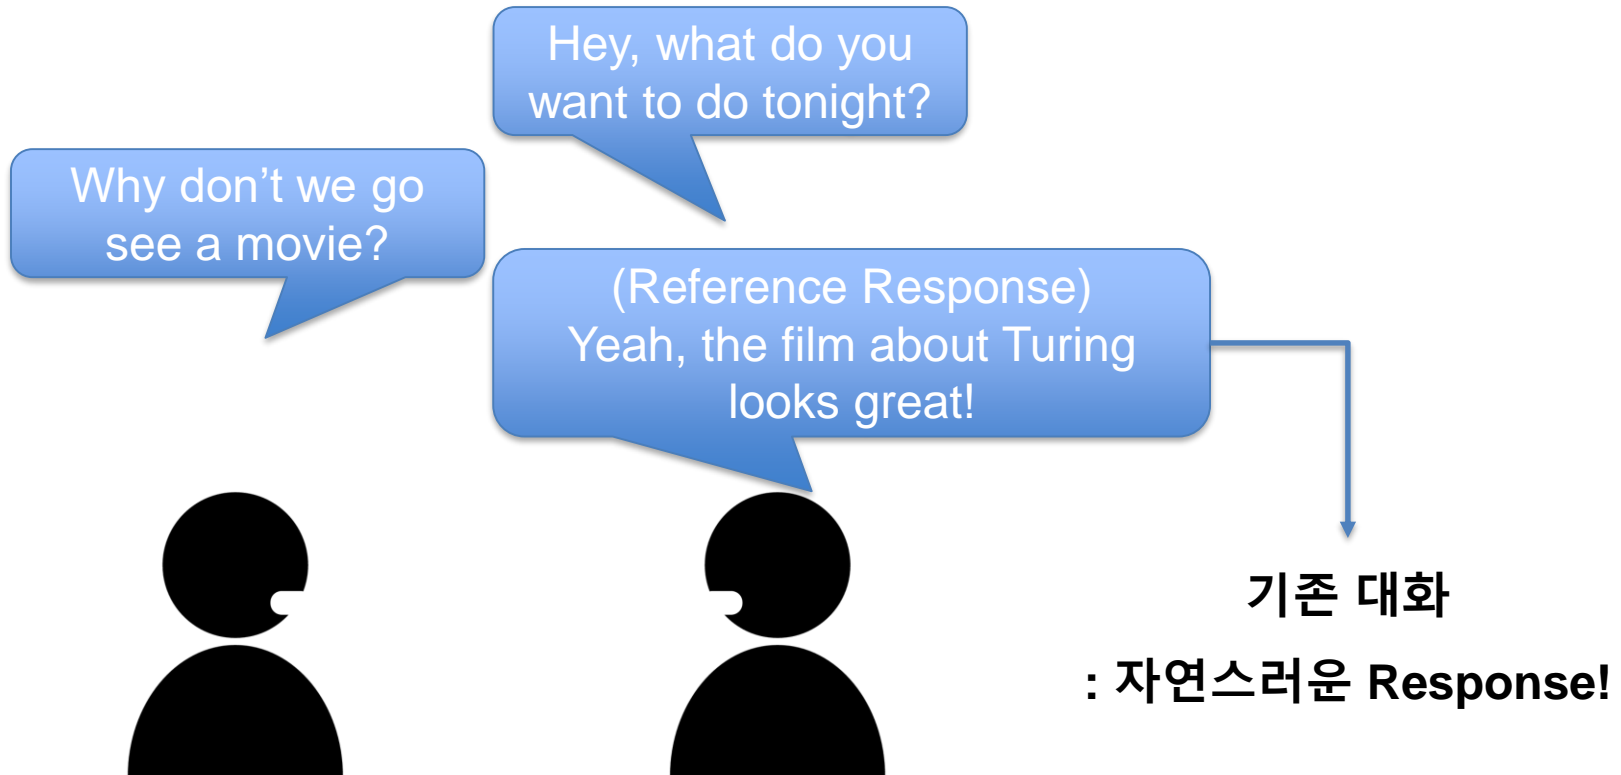 Hey, what do you
want to do tonight?
Why don’t we go
see a movie?
(Reference Response)
Yeah, the film about Turing
looks great!
기존 대화
: 자연스러운 Response!